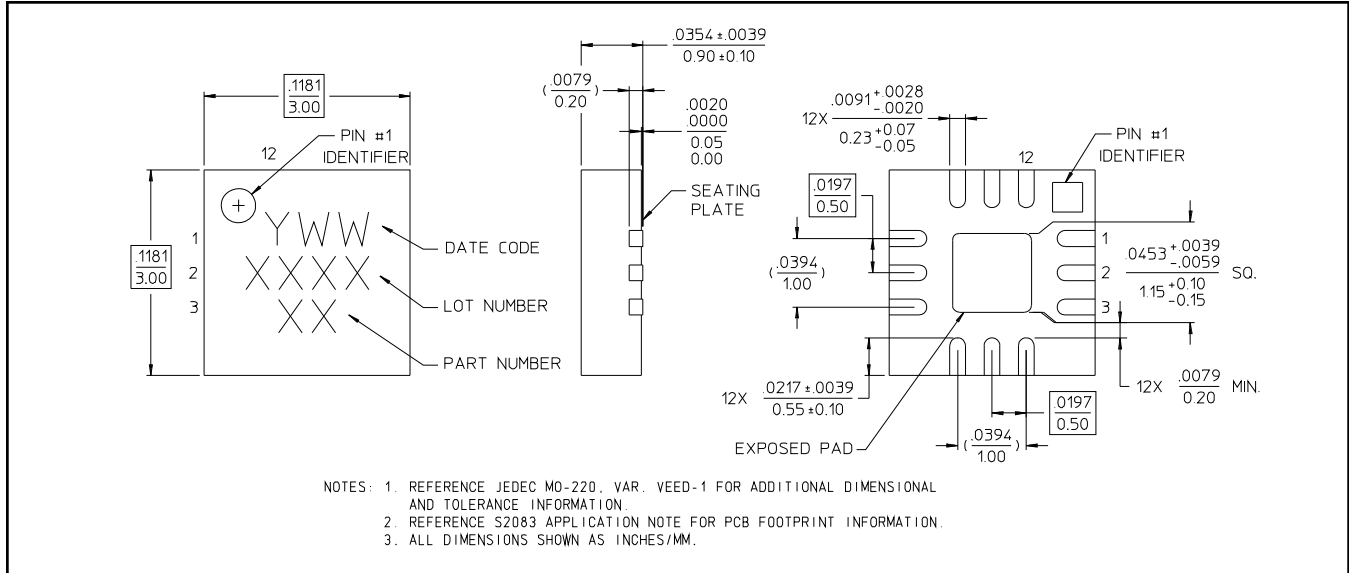 .1181
3.00
PIN #1
IDENTIFIER
12
.1181
3.00
1
2
3
YWW
XXXX
XX
DATE CODE
LOT NUMBER
PART NUMBER
.0354 ±.0039
0.90 ±0.10
(.0079
0.20)
.0020
.0000
0.05
0.00
SEATING
PLATE
12X .0091 +.0028
-.0020
0.23 +0.07
-0.05
12
PIN #1
IDENTIFIER
.0197
0.50
(.0394
1.00)
1
2
3
.0453 +.0039
-.0059
1.15 +0.10
-0.15
SQ.
12X .0217 ±.0039
0.55 ±0.10
12X .0079
0.20 MIN.
.0197
0.50
(.0394
1.00)
EXPOSED PAD
NOTES: 1. REFERENCE JEDEC MO-220, VAR. VEED-1 FOR ADDITIONAL DIMENSIONAL
AND TOLERANCE INFORMATION.
2. REFERENCE S2083 APPLICATION NOTE FOR PCB FOOTPRINT INFORMATION.
3. ALL DIMENSIONS SHOWN AS INCHES/MM.